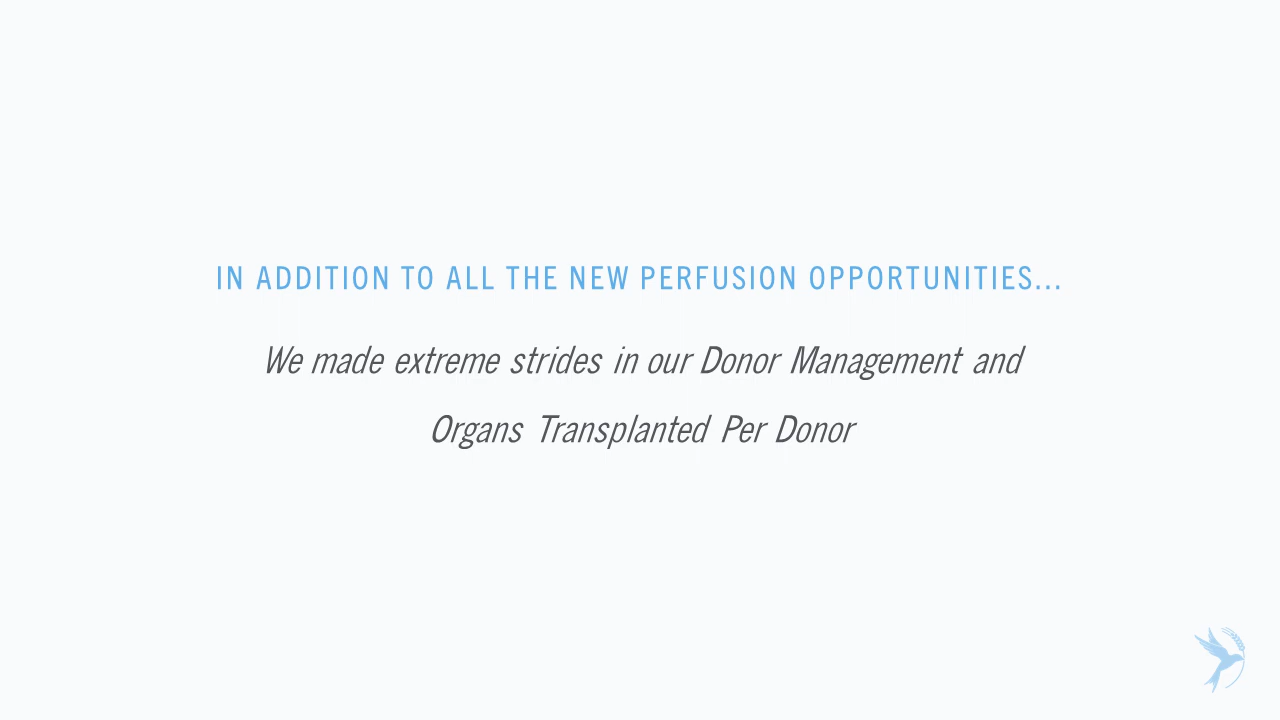 IN ADDITION TO ALL THE NEW PERFUSION OPPORTUNITIES...
We made extreme strides in our Donor Management and
Organs Transplanted Per Donor